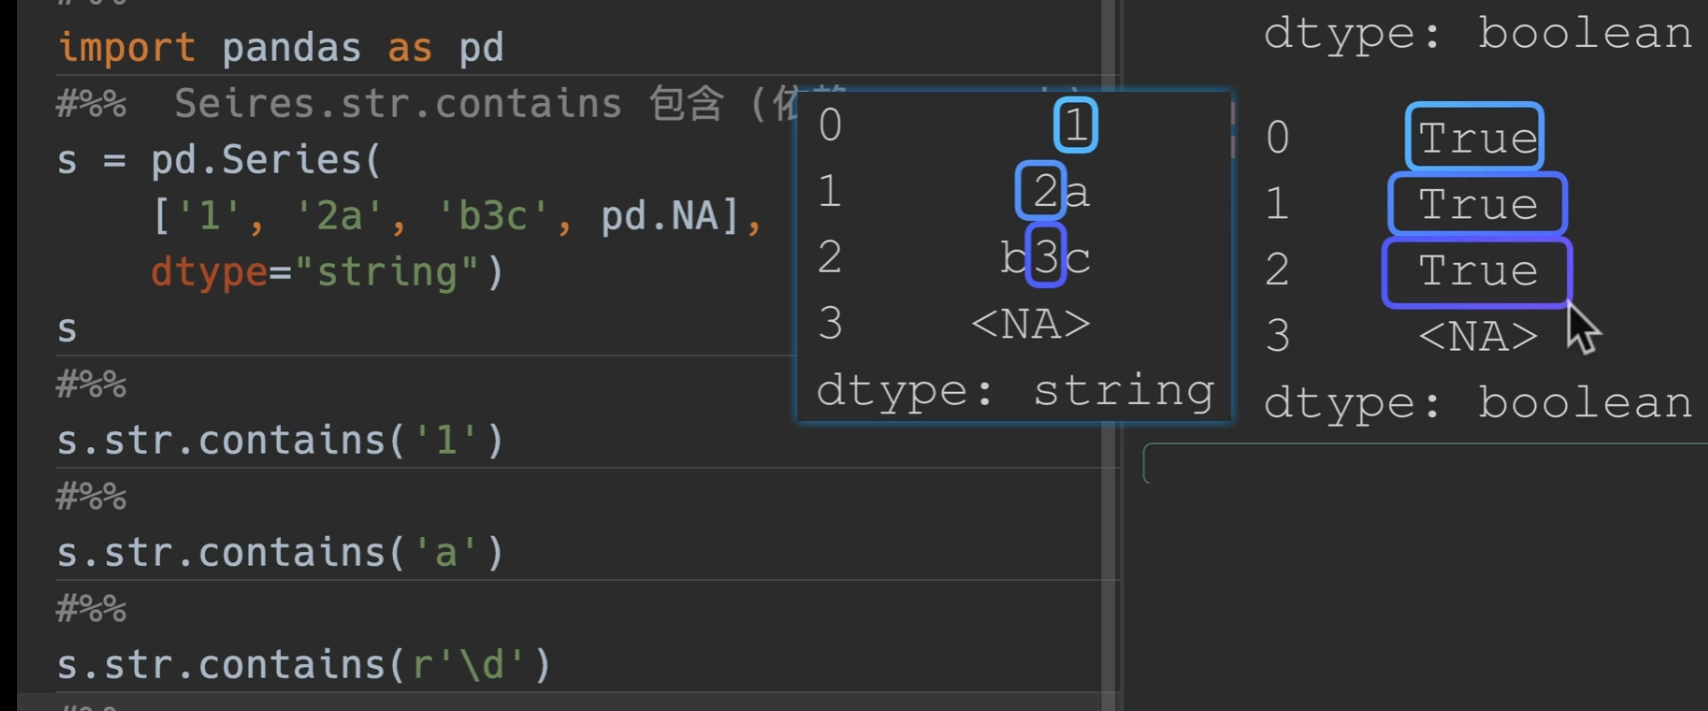 import pandas as pd
#%% Seires.str.contains 包含 (依
s = pd.Series(
['1', '2a', 'b3c', pd.NA],
dtype="string")
s
#%%
s.str.contains('1')
#%%
s.str.contains('a')
#%%
s.str.contains(r'\d')
0 1
1 2a
2 b3c
3 <NA>
dtype: string
dtype: boolean
0 True
1 True
2 True
3 <NA>
dtype: boolean